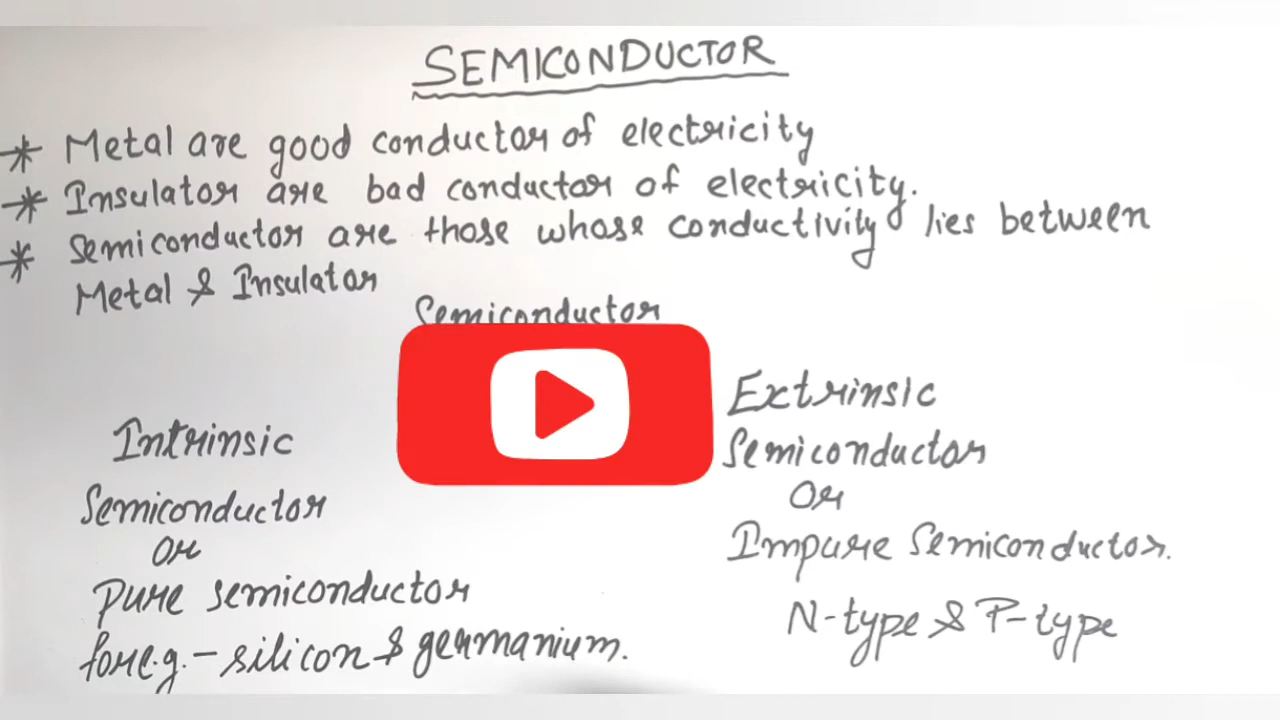 SEMICONDUCTOR
* Metal are good conductor of electricity
* Insulator are bad conductor of electricity.
* Semiconductor are those whose conductivity lies between
Metal & Insulator
Semiconductor
Intrinsic
Semiconductor
or
Pure semiconductor
for e.g. - silicon & germanium.
Extrinsic
Semiconductor
Or
Impure Semiconductor.
N-type & P-type